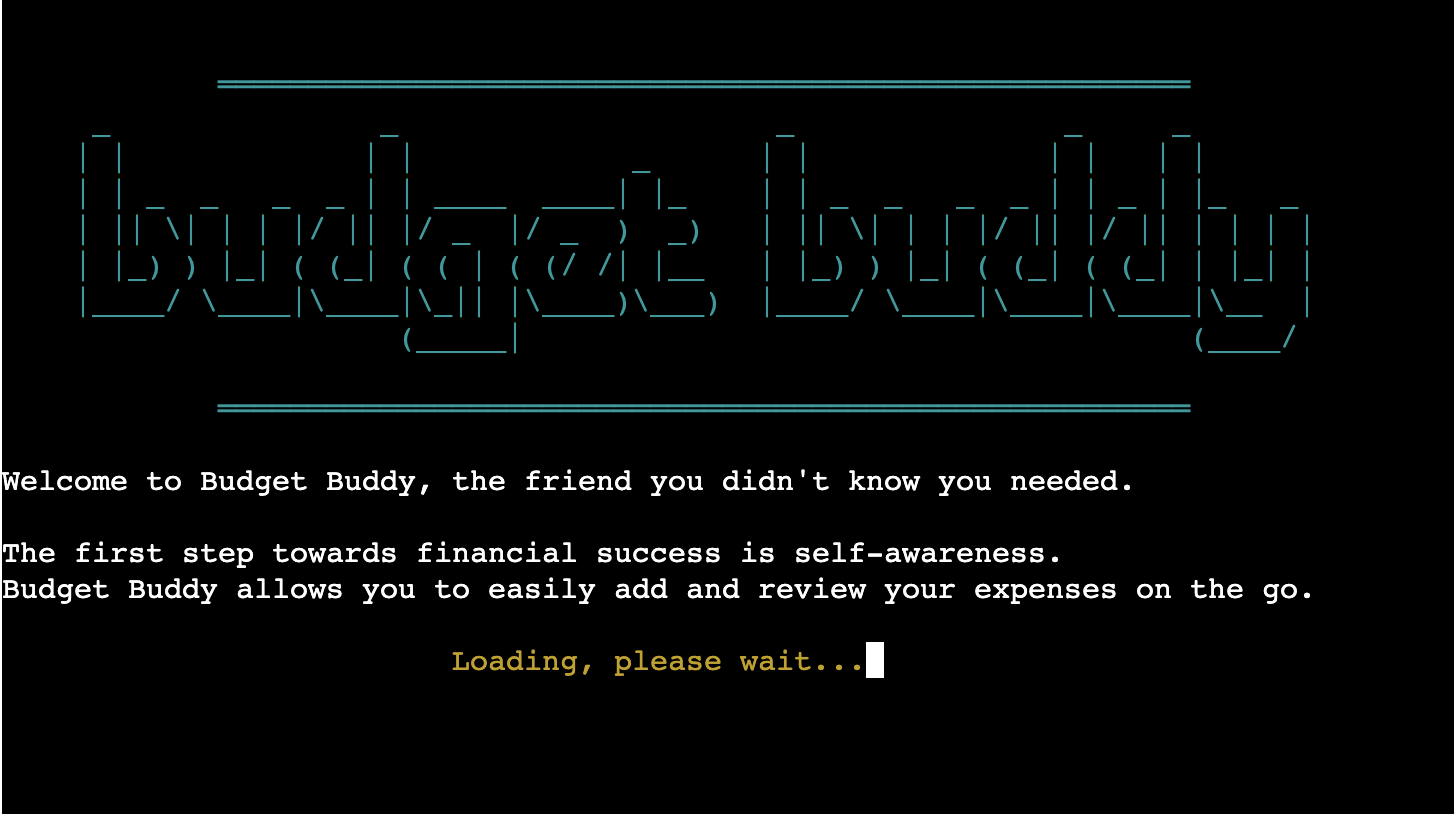 budget buddy
Welcome to Budget Buddy, the friend you didn't know you needed.
The first step towards financial success is self-awareness.
Budget Buddy allows you to easily add and review your expenses on the go.
Loading, please wait...